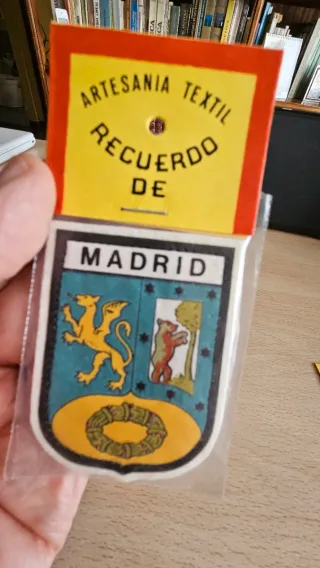 ARTESANIA TEXTIL
RECUERDO
DE
MADRID